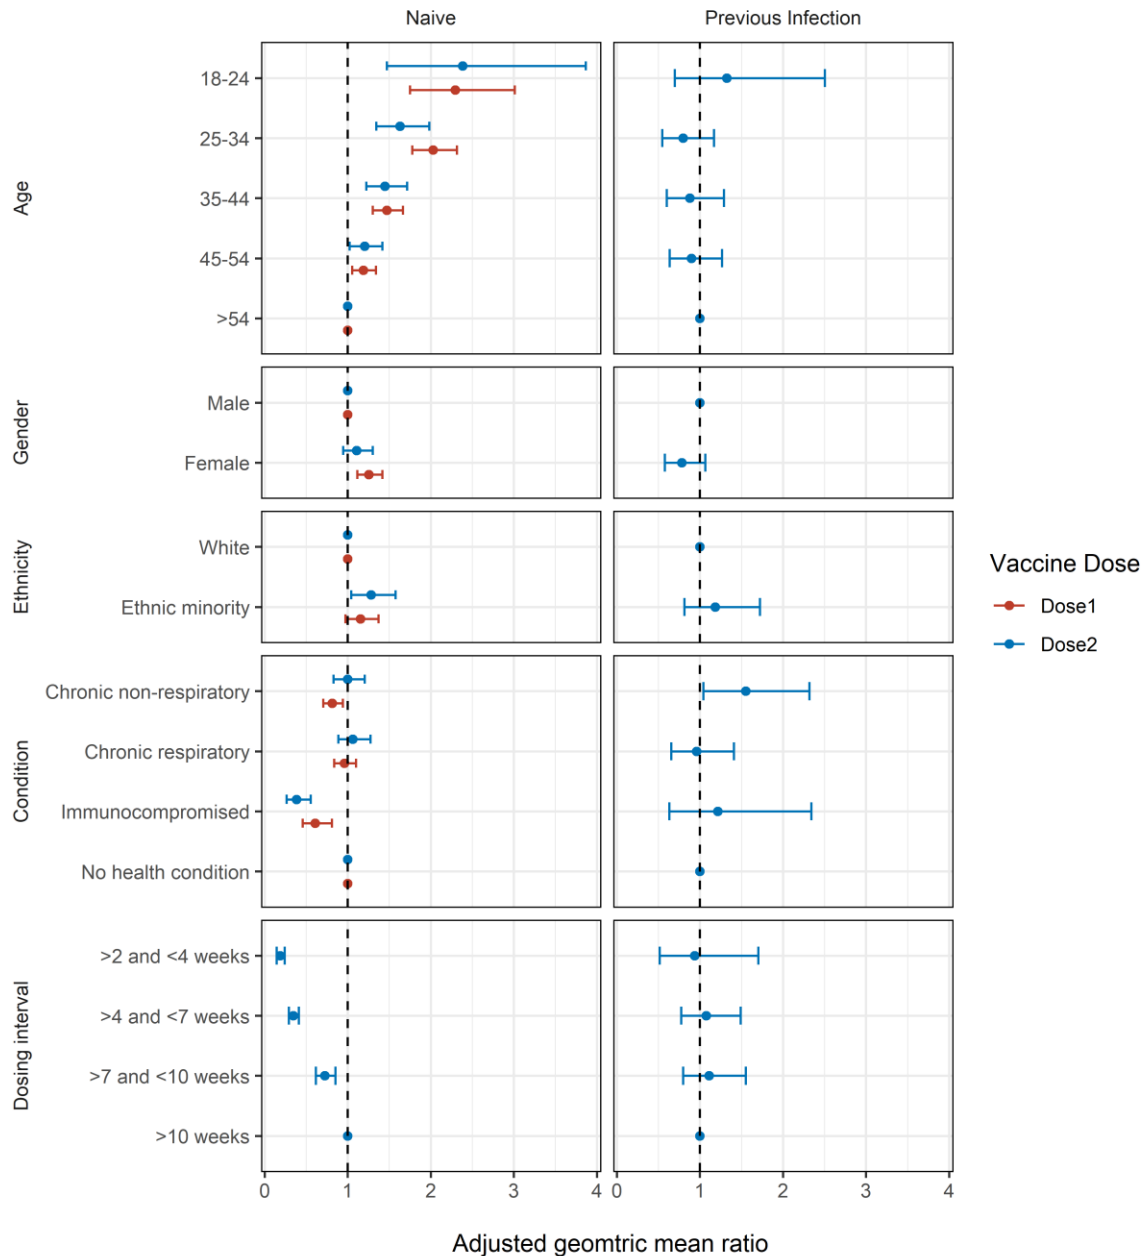 Naive
Previous Infection
Age
18-24
25-34
35-44
45-54
>54
Gender
Male
Female
Ethnicity
White
Ethnic minority
Condition
Chronic non-respiratory
Chronic respiratory
Immunocompromised
No health condition
Dosing interval
>2 and <4 weeks
>4 and <7 weeks
>7 and <10 weeks
>10 weeks
0 1 2 3 4
0 1 2 3 4
Adjusted geomtric mean ratio
Vaccine Dose
Dose1
Dose2